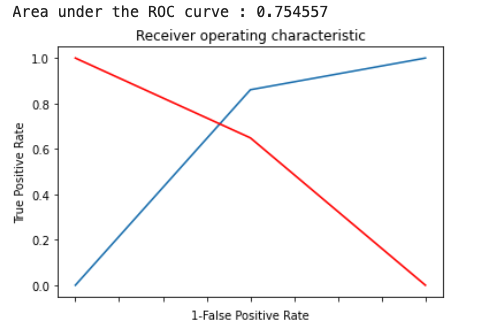 Area under the ROC curve : 0.754557
Receiver operating characteristic
1.0
0.8
0.6
0.4
0.2
0.0
True Positive Rate
1-False Positive Rate